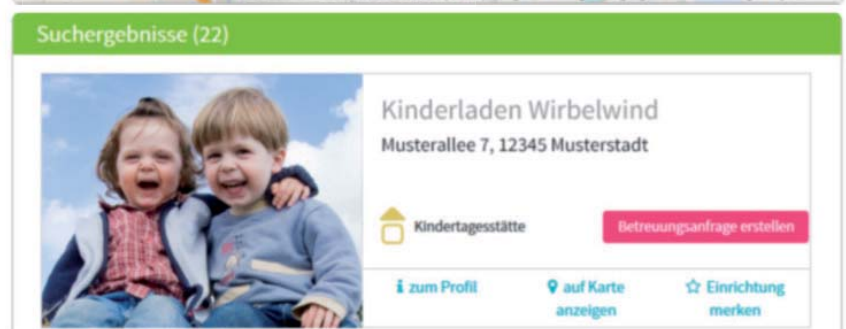 Suchergebnisse (22)
Kinderladen Wirbelwind
Musterallee 7, 12345 Musterstadt
Kindertagesstätte
Betreuungsanfrage erstellen
zum Profil
auf Karte
anzeigen
Einrichtung
merken